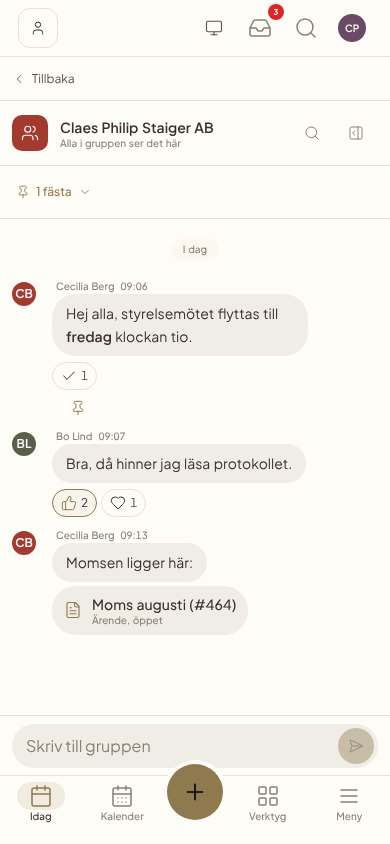 3
CP
Tillbaka
Claes Philip Staiger AB
Alla i gruppen ser det här
1 fästa
I dag
CB
Cecilia Berg 09:06
Hej alla, styrelsemötet flyttas till
fredag klockan tio.
1
BL
Bo Lind 09:07
Bra, då hinner jag läsa protokollet.
2
1
CB
Cecilia Berg 09:13
Momsen ligger här:
Moms augusti (#464)
Ärende, öppet
Skriv till gruppen
Idag
Kalender
Verktyg
Meny